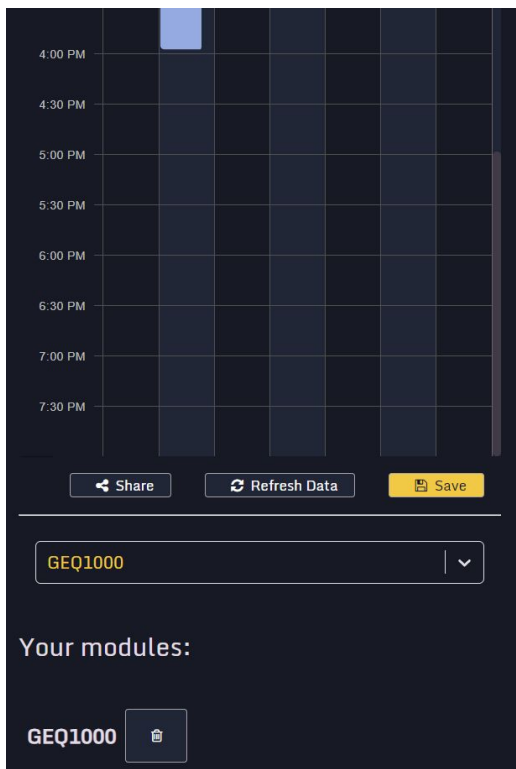 4:00 PM
4:30 PM
5:00 PM
5:30 PM
6:00 PM
6:30 PM
7:00 PM
7:30 PM
Share Refresh Data Save
GEQ1000
Your modules:
GEQ1000